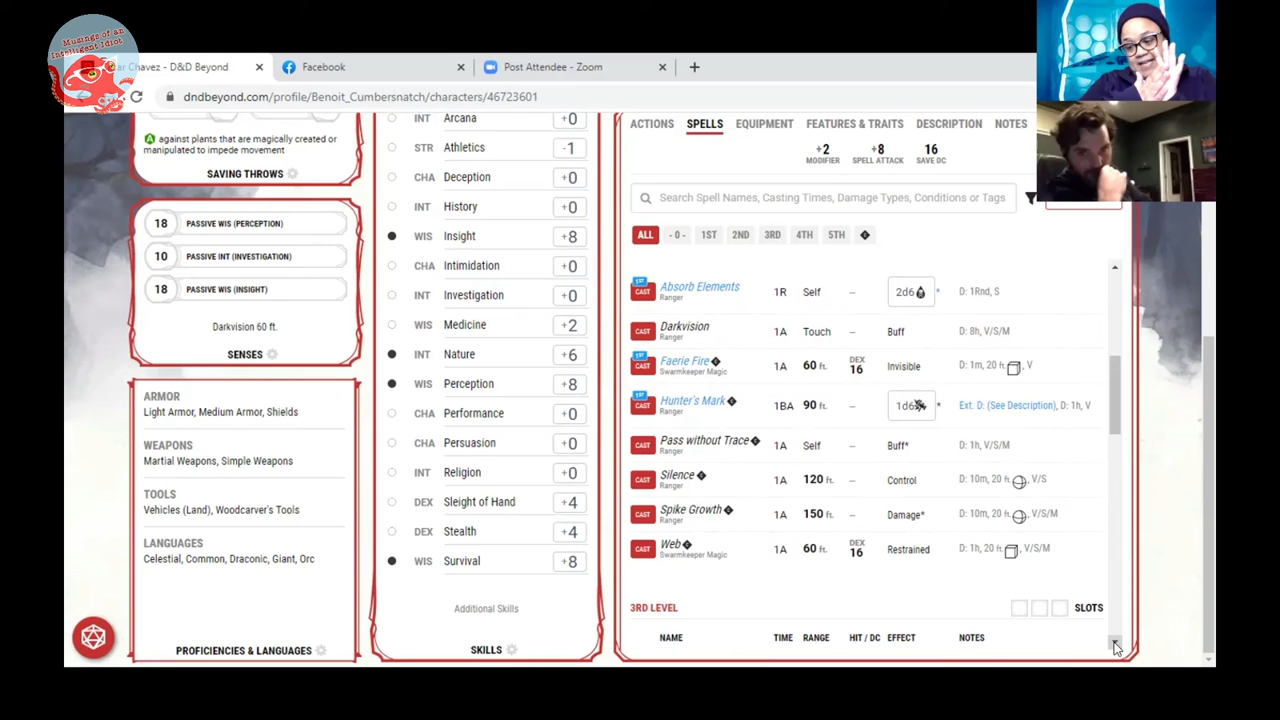 Musings of an
Intelligent Idiot
ar Chavez - D&D Beyond
Facebook
Post Attendee - Zoom
dndbeyond.com/profile/Benoit_Cumbersnatch/characters/46723601
against plants that are magically created or
manipulated to impede movement
SAVING THROWS
18 PASSIVE WIS (PERCEPTION)
10 PASSIVE INT (INVESTIGATION)
18 PASSIVE WIS (INSIGHT)
Darkvision 60 ft.
SENSES
ARMOR
Light Armor, Medium Armor, Shields
WEAPONS
Martial Weapons, Simple Weapons
TOOLS
Vehicles (Land), Woodcarver's Tools
LANGUAGES
Celestial, Common, Draconic, Giant, Orc
PROFICIENCIES & LANGUAGES
INT Arcana +0
STR Athletics -1
CHA Deception +0
INT History +0
WIS Insight +8
CHA Intimidation +0
INT Investigation +0
WIS Medicine +2
INT Nature +6
WIS Perception +8
CHA Performance +0
CHA Persuasion +0
INT Religion +0
DEX Sleight of Hand +4
DEX Stealth +4
WIS Survival +8
Additional Skills
SKILLS
ACTIONS SPELLS EQUIPMENT FEATURES & TRAITS DESCRIPTION NOTES
+2 +8 16
MODIFIER SPELL ATTACK SAVE DC
Search Spell Names, Casting Times, Damage Types, Conditions or Tags
ALL - 0 - 1ST 2ND 3RD 4TH 5TH
1ST CAST Absorb Elements 1R Self -- 2d6 * D: 1Rnd, S
Ranger
CAST Darkvision 1A Touch -- Buff D: 8h, V/S/M
Ranger
1ST CAST Faerie Fire 1A 60 ft. DEX 16 Invisible D: 1m, 20 ft. , V
Swarmkeeper Magic
1ST CAST Hunter's Mark 1BA 90 ft. -- 1d6 * Ext. D: (See Description), D: 1h, V
Ranger
CAST Pass without Trace 1A Self -- Buff* D: 1h, V/S/M
Ranger
CAST Silence 1A 120 ft. -- Control D: 10m, 20 ft. , V/S
Ranger
CAST Spike Growth 1A 150 ft. -- Damage* D: 10m, 20 ft. , V/S/M
Ranger
CAST Web 1A 60 ft. DEX 16 Restrained D: 1h, 20 ft. , V/S/M
Swarmkeeper Magic
3RD LEVEL SLOTS
NAME TIME RANGE HIT / DC EFFECT NOTES